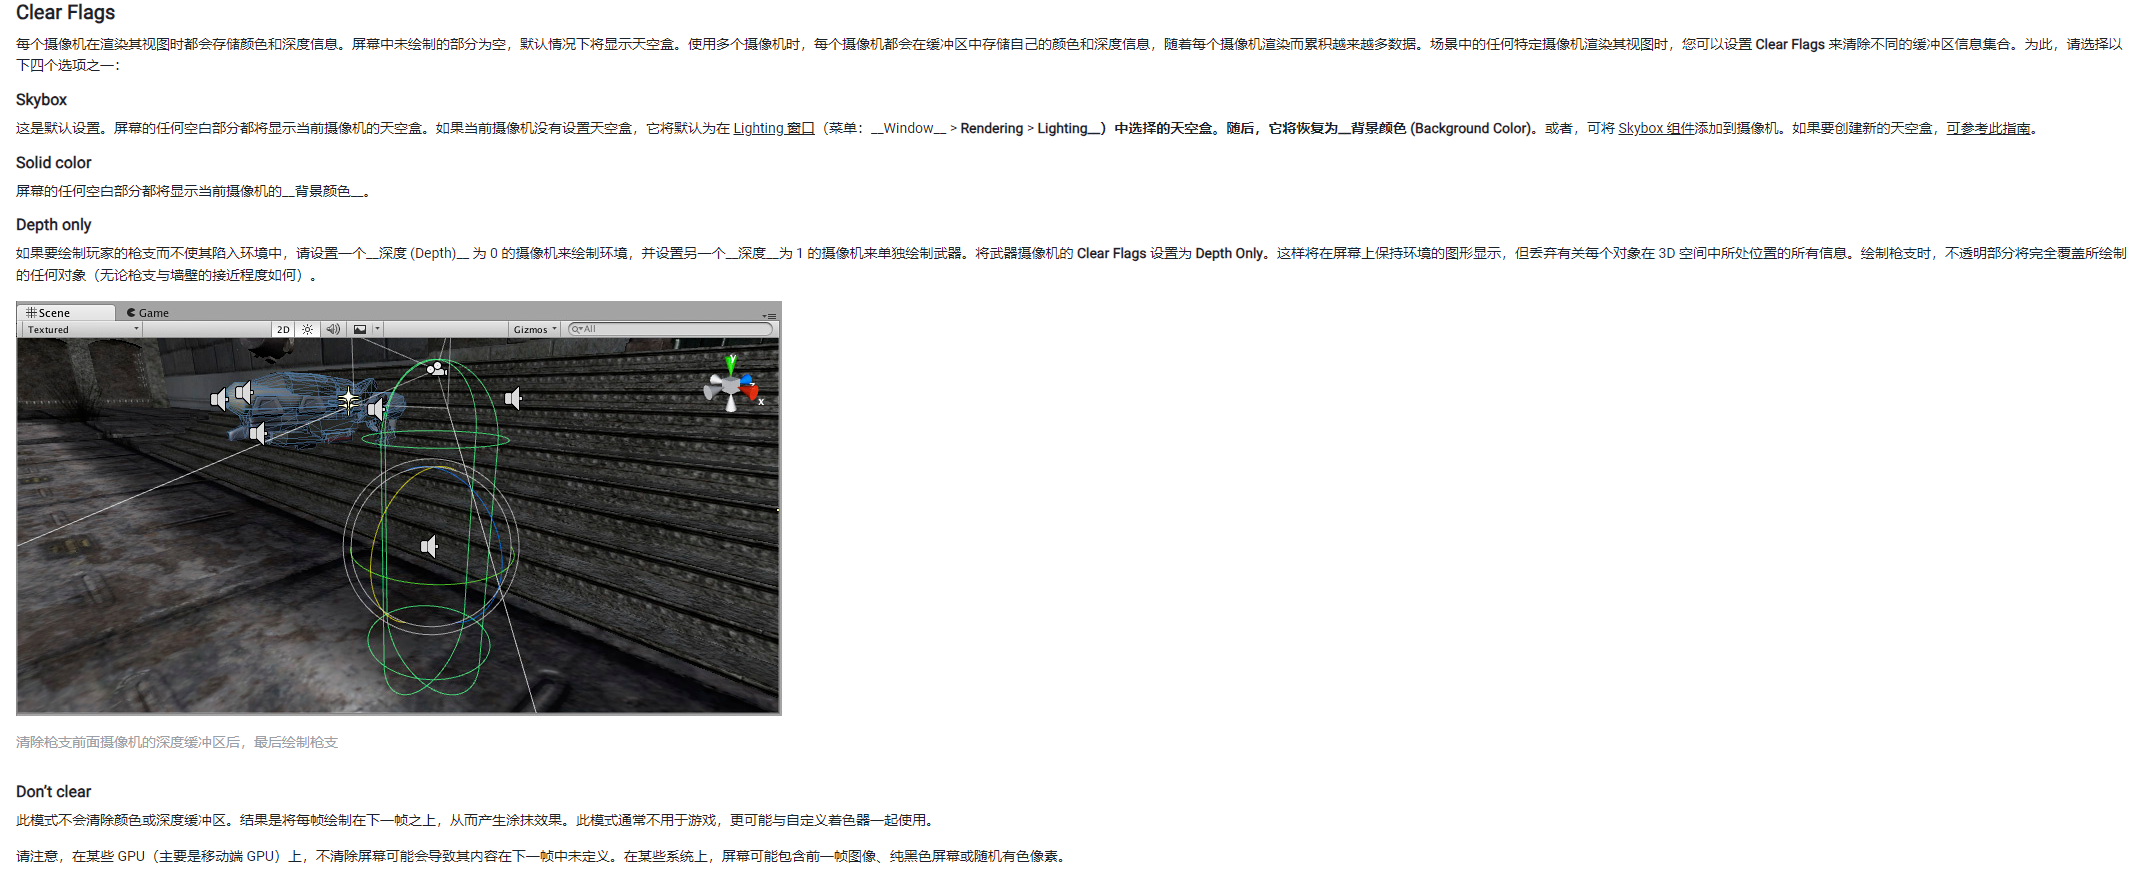 Clear Flags
每个摄像机在渲染其视图时都会存储颜色和深度信息。屏幕中未绘制的部分为空，默认情况下将显示天空盒。使用多个摄像机时，每个摄像机都会在缓冲区中存储自己的颜色和深度信息，随着每个摄像机渲染而累积越来越多数据。场景中的任何特定摄像机渲染其视图时，您可以设置 Clear Flags 来清除不同的缓冲区信息集合。为此，请选择以
下四个选项之一：
Skybox
这是默认设置。屏幕的任何空白部分都将显示当前摄像机的天空盒。如果当前摄像机没有设置天空盒，它将默认为在 Lighting 窗口（菜单：__Window__ > Rendering > Lighting__）中选择的天空盒。随后，它将恢复为__背景颜色 (Background Color)。或者，可将 Skybox 组件添加到摄像机。如果要创建新的天空盒，可参考此指南。
Solid color
屏幕的任何空白部分都将显示当前摄像机的__背景颜色__。
Depth only
如果要绘制玩家的枪支而不使其陷入环境中，请设置一个__深度 (Depth)__ 为 0 的摄像机来绘制环境，并设置另一个__深度__为 1 的摄像机来单独绘制武器。将武器摄像机的 Clear Flags 设置为 Depth Only。这样将在屏幕上保持环境的图形显示，但丢弃有关每个对象在 3D 空间中所处位置的所有信息。绘制枪支时，不透明部分将完全覆盖所绘制
的任何对象（无论枪支与墙壁的接近程度如何）。
Scene Game
Textured 2D Gizmos All
y
z
x
清除枪支前面摄像机的深度缓冲区后，最后绘制枪支
Don’t clear
此模式不会清除颜色或深度缓冲区。结果是将每帧绘制在下一帧之上，从而产生涂抹效果。此模式通常不用于游戏，更可能与自定义着色器一起使用。
请注意，在某些 GPU（主要是移动端 GPU）上，不清除屏幕可能会导致其内容在下一帧中未定义。在某些系统上，屏幕可能包含前一帧图像、纯黑色屏幕或随机有色像素。